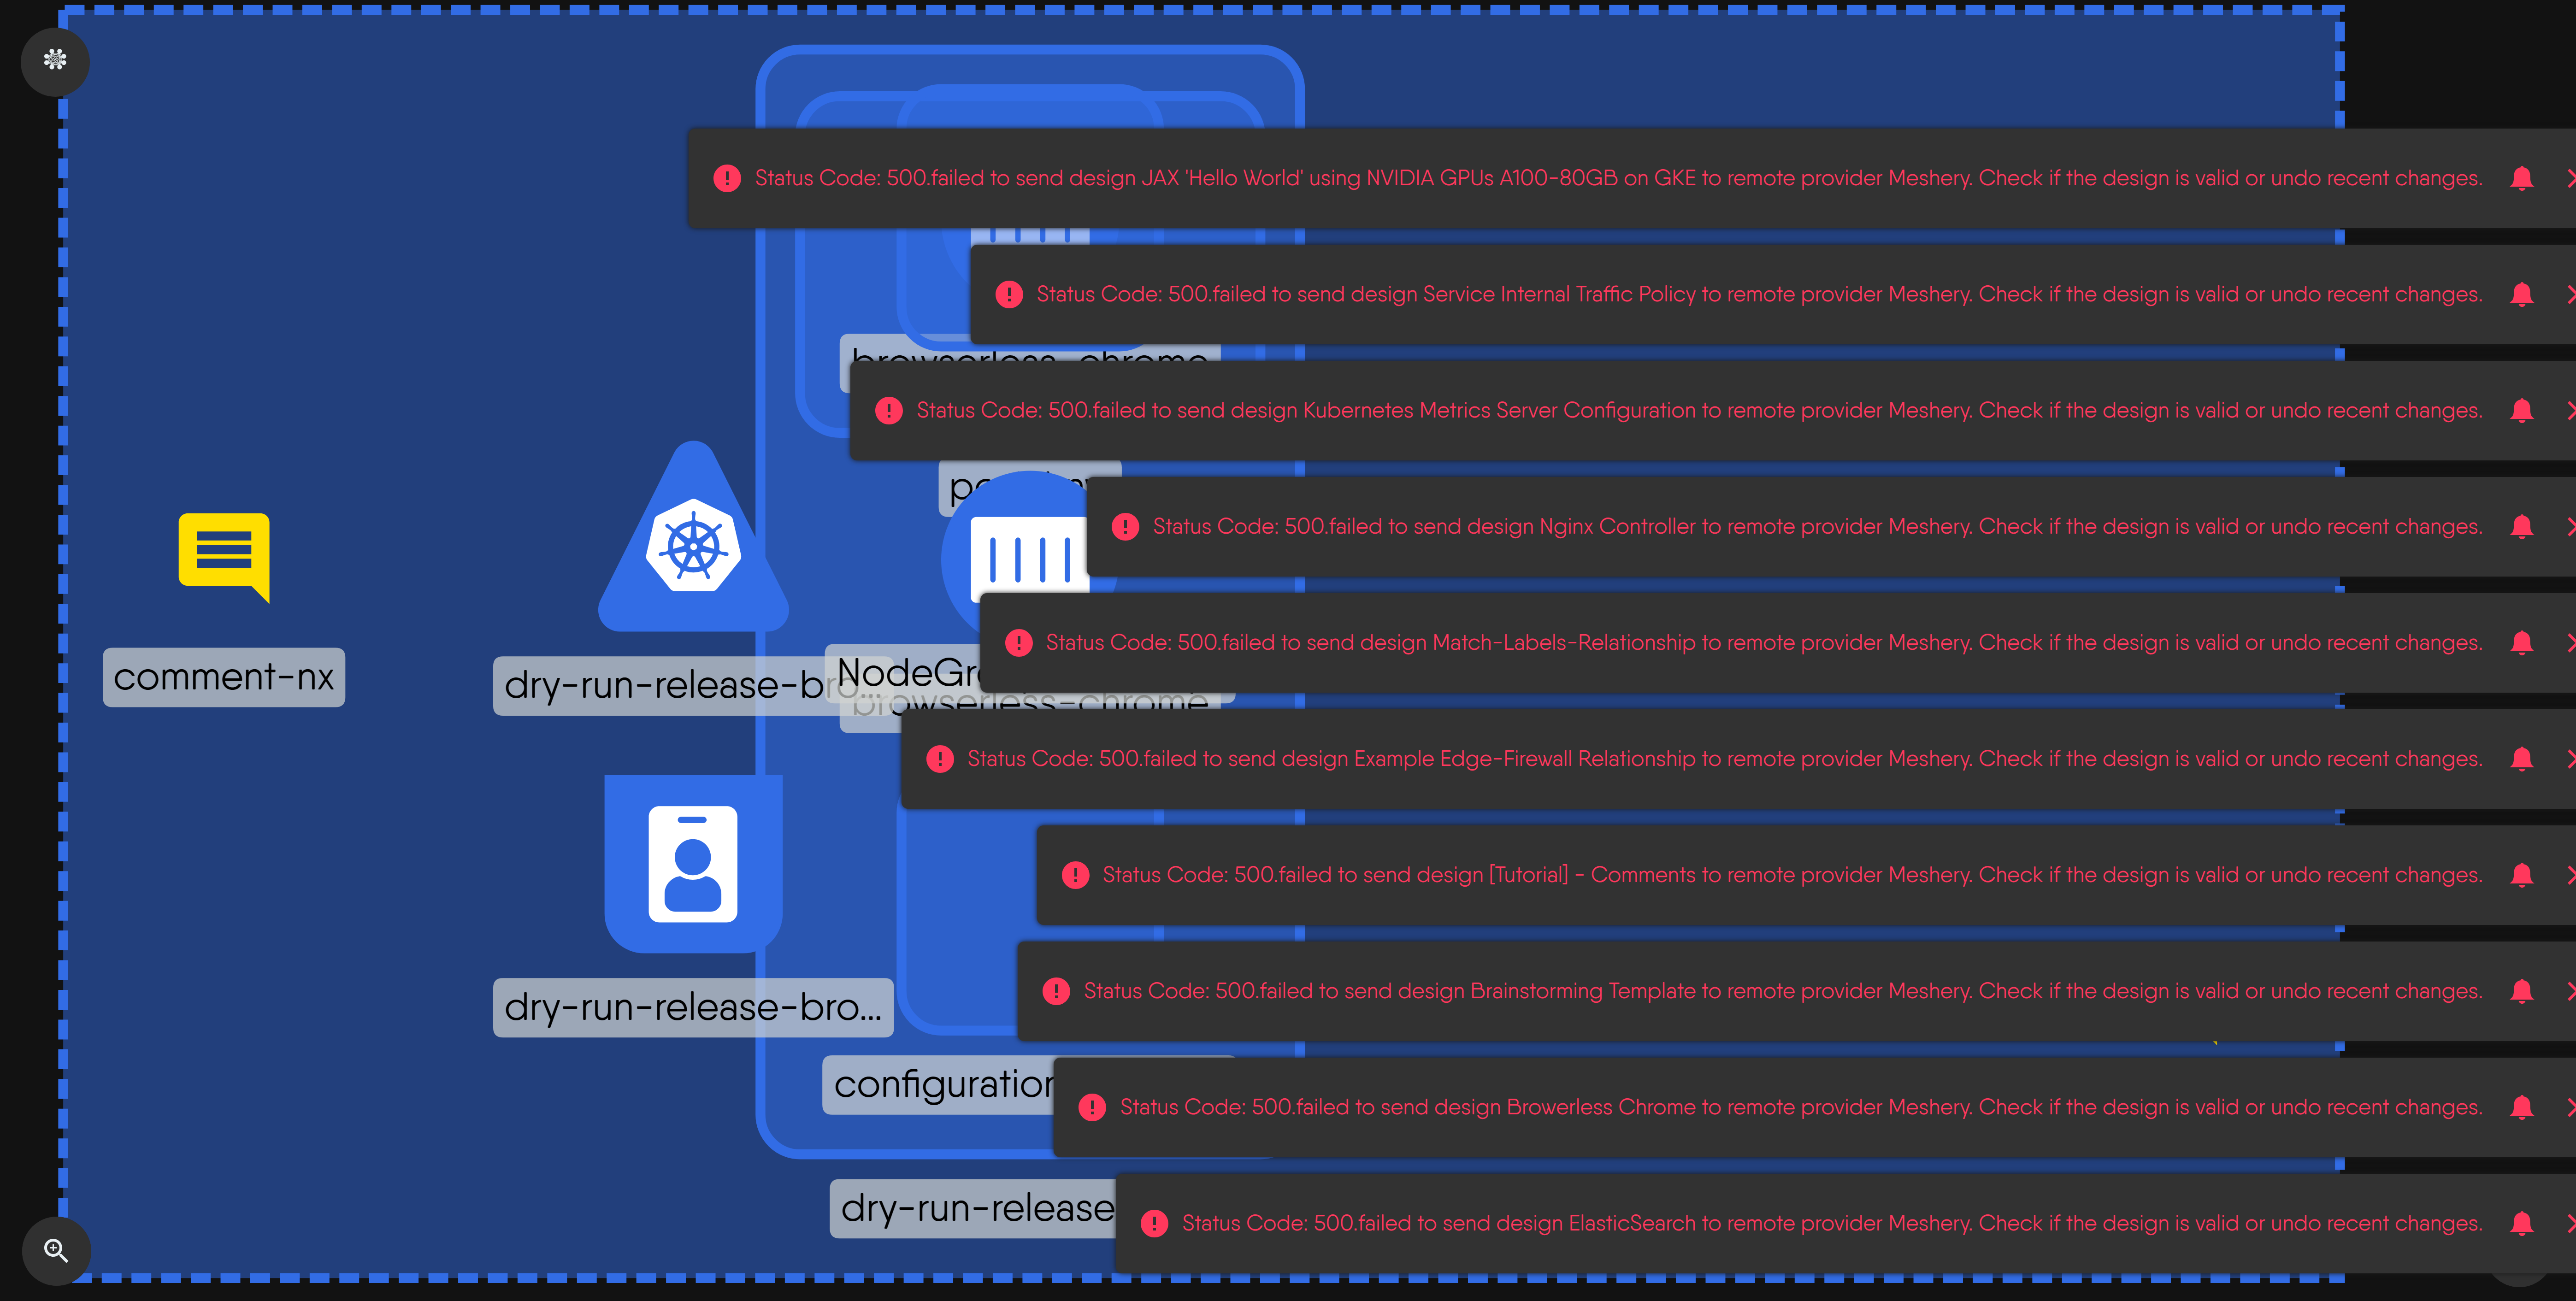 Status Code: 500.failed to send design JAX 'Hello World' using NVIDIA GPUs A100-80GB on GKE to remote provider Meshery. Check if the design is valid or undo recent changes.
Status Code: 500.failed to send design Service Internal Traffic Policy to remote provider Meshery. Check if the design is valid or undo recent changes.
browserless-chrome
Status Code: 500.failed to send design Kubernetes Metrics Server Configuration to remote provider Meshery. Check if the design is valid or undo recent changes.
Status Code: 500.failed to send design Nginx Controller to remote provider Meshery. Check if the design is valid or undo recent changes.
Status Code: 500.failed to send design Match-Labels-Relationship to remote provider Meshery. Check if the design is valid or undo recent changes.
comment-nx
dry-run-release-bro...
NodeGr
browserless-chrome
Status Code: 500.failed to send design Example Edge-Firewall Relationship to remote provider Meshery. Check if the design is valid or undo recent changes.
Status Code: 500.failed to send design [Tutorial] - Comments to remote provider Meshery. Check if the design is valid or undo recent changes.
Status Code: 500.failed to send design Brainstorming Template to remote provider Meshery. Check if the design is valid or undo recent changes.
dry-run-release-bro...
configuration
Status Code: 500.failed to send design Browerless Chrome to remote provider Meshery. Check if the design is valid or undo recent changes.
dry-run-release
Status Code: 500.failed to send design ElasticSearch to remote provider Meshery. Check if the design is valid or undo recent changes.